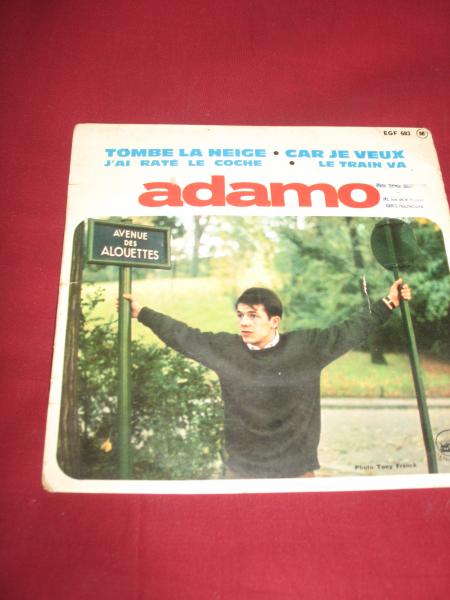 EGF 683 M
TOMBE LA NEIGE • CAR JE VEUX
J'AI RATÉ LE COCHE • LE TRAIN VA
adamo
AVENUE
DES
ALOUETTES
Photo Tony Frank